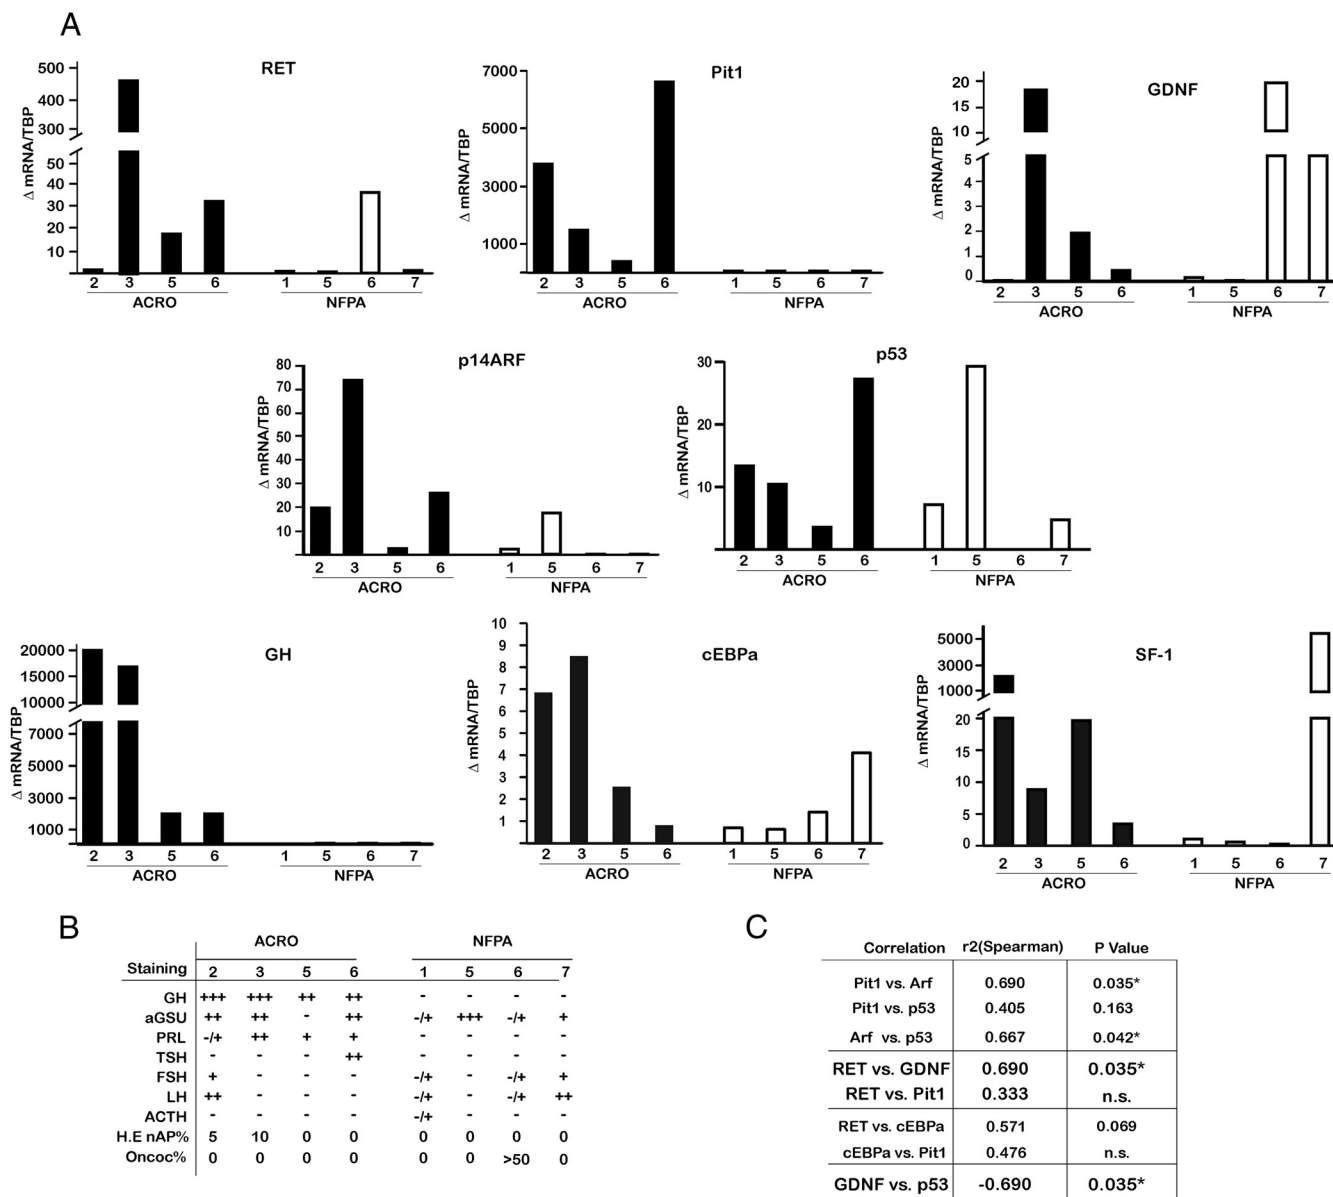 A
RET
Δ mRNA/TBP
500
400
300
50
40
30
20
10
2 3 5 6 1 5 6 7
ACRO NFPA
Pit1
Δ mRNA/TBP
7000
5000
3000
1000
2 3 5 6 1 5 6 7
ACRO NFPA
GDNF
Δ mRNA/TBP
20
15
10
5
4
3
2
1
0
2 3 5 6 1 5 6 7
ACRO NFPA
p14ARF
Δ mRNA/TBP
80
70
60
50
40
30
20
10
2 3 5 6 1 5 6 7
ACRO NFPA
p53
Δ mRNA/TBP
30
20
10
2 3 5 6 1 5 6 7
ACRO NFPA
GH
Δ mRNA/TBP
20000
15000
10000
7000
5000
3000
1000
2 3 5 6 1 5 6 7
ACRO NFPA
cEBPa
Δ mRNA/TBP
10
9
8
7
6
5
4
3
2
1
2 3 5 6 1 5 6 7
ACRO NFPA
SF-1
Δ mRNA/TBP
5000
3000
1000
20
15
10
5
0
2 3 5 6 1 5 6 7
ACRO NFPA
B
ACRO NFPA
Staining 2 3 5 6 1 5 6 7
GH +++ +++ ++ ++ - - - -
aGSU ++ ++ - ++ -/+ +++ -/+ +
PRL -/+ ++ + + - - - -
TSH - - - ++ - - - -
FSH + - - - -/+ - -/+ +
LH ++ - - - -/+ - -/+ ++
ACTH - - - - -/+ - - -
H.E nAP% 5 10 0 0 0 0 0 0
Oncoc% 0 0 0 0 0 0 >50 0
C
Correlation r2(Spearman) P Value
Pit1 vs. Arf 0.690 0.035*
Pit1 vs. p53 0.405 0.163
Arf vs. p53 0.667 0.042*
RET vs. GDNF 0.690 0.035*
RET vs. Pit1 0.333 n.s.
RET vs. cEBPa 0.571 0.069
cEBPa vs. Pit1 0.476 n.s.
GDNF vs. p53 -0.690 0.035*